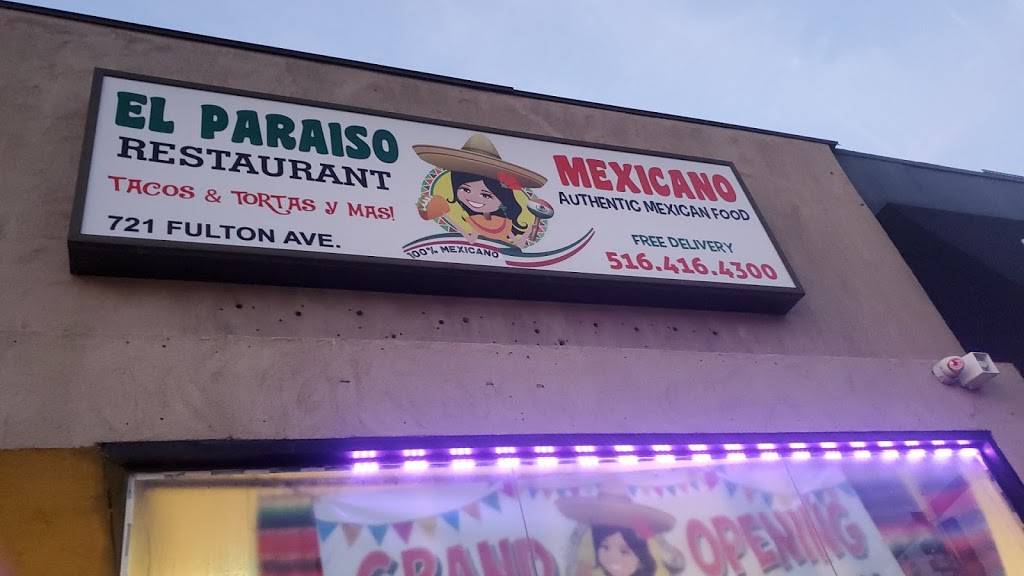 EL PARAISO
RESTAURANT
TACOS & TORTAS y MAS!
721 FULTON AVE.
100% MEXICANO
MEXICANO
AUTHENTIC MEXICAN FOOD
FREE DELIVERY
516.416.4300
GRAND OPENING